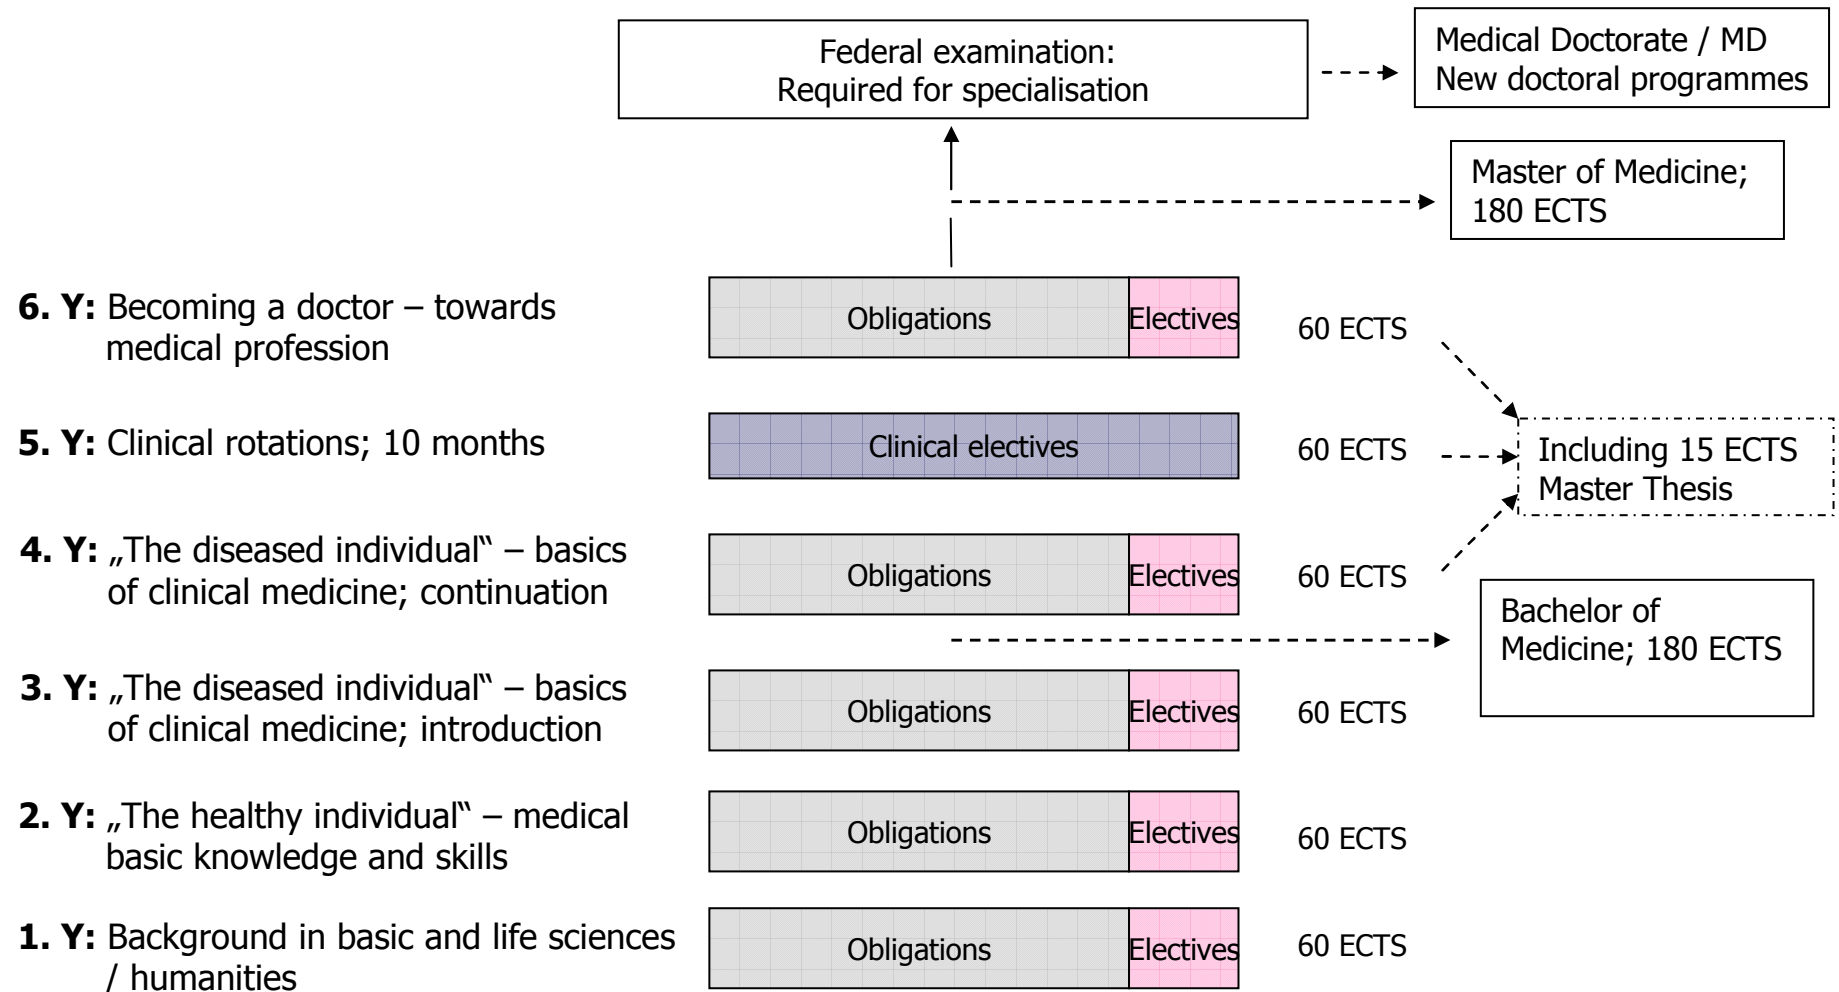 Federal examination:
Required for specialisation
Medical Doctorate / MD
New doctoral programmes
Master of Medicine;
180 ECTS
6. Y: Becoming a doctor – towards
medical profession
Obligations
Electives
60 ECTS
5. Y: Clinical rotations; 10 months
Clinical electives
60 ECTS
Including 15 ECTS
Master Thesis
4. Y: „The diseased individual‟ – basics
of clinical medicine; continuation
Obligations
Electives
60 ECTS
Bachelor of
Medicine; 180 ECTS
3. Y: „The diseased individual‟ – basics
of clinical medicine; introduction
Obligations
Electives
60 ECTS
2. Y: „The healthy individual‟ – medical
basic knowledge and skills
Obligations
Electives
60 ECTS
1. Y: Background in basic and life sciences
/ humanities
Obligations
Electives
60 ECTS